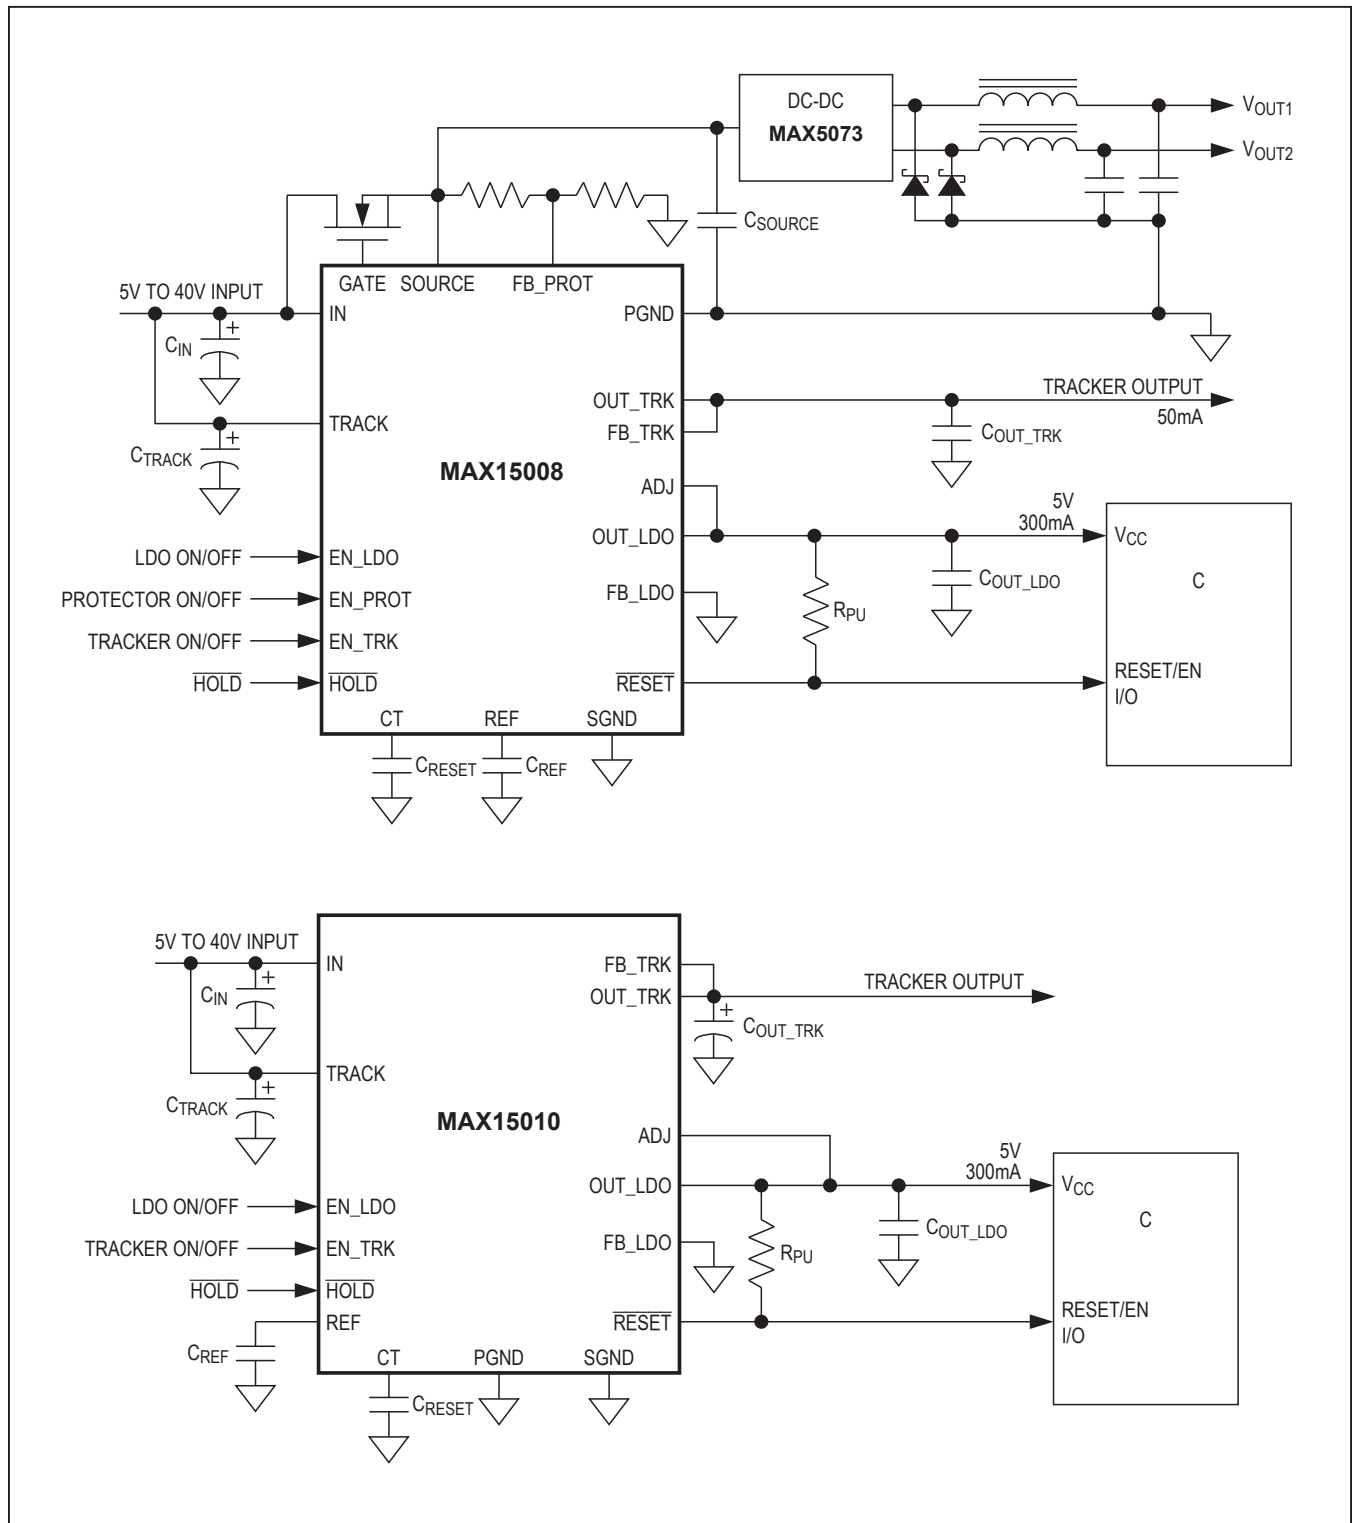 DC-DC
MAX5073
VOUT1
VOUT2
CSOURCE
GATE SOURCE FB_PROT
5V TO 40V INPUT
IN
PGND
CIN
OUT_TRK
TRACKER OUTPUT
50mA
TRACK
FB_TRK
COUT_TRK
CTRACK
MAX15008
ADJ
5V
300mA
OUT_LDO
VCC
LDO ON/OFF
EN_LDO
COUT_LDO
C
PROTECTOR ON/OFF
EN_PROT
FB_LDO
RPU
TRACKER ON/OFF
EN_TRK
HOLD
HOLD
RESET
RESET/EN
I/O
CT
REF
SGND
CRESET
CREF
5V TO 40V INPUT
IN
FB_TRK
CIN
OUT_TRK
TRACKER OUTPUT
COUT_TRK
TRACK
CTRACK
MAX15010
ADJ
5V
300mA
OUT_LDO
VCC
LDO ON/OFF
EN_LDO
COUT_LDO
C
TRACKER ON/OFF
EN_TRK
FB_LDO
RPU
HOLD
HOLD
REF
RESET
RESET/EN
I/O
CREF
CT
PGND
SGND
CRESET